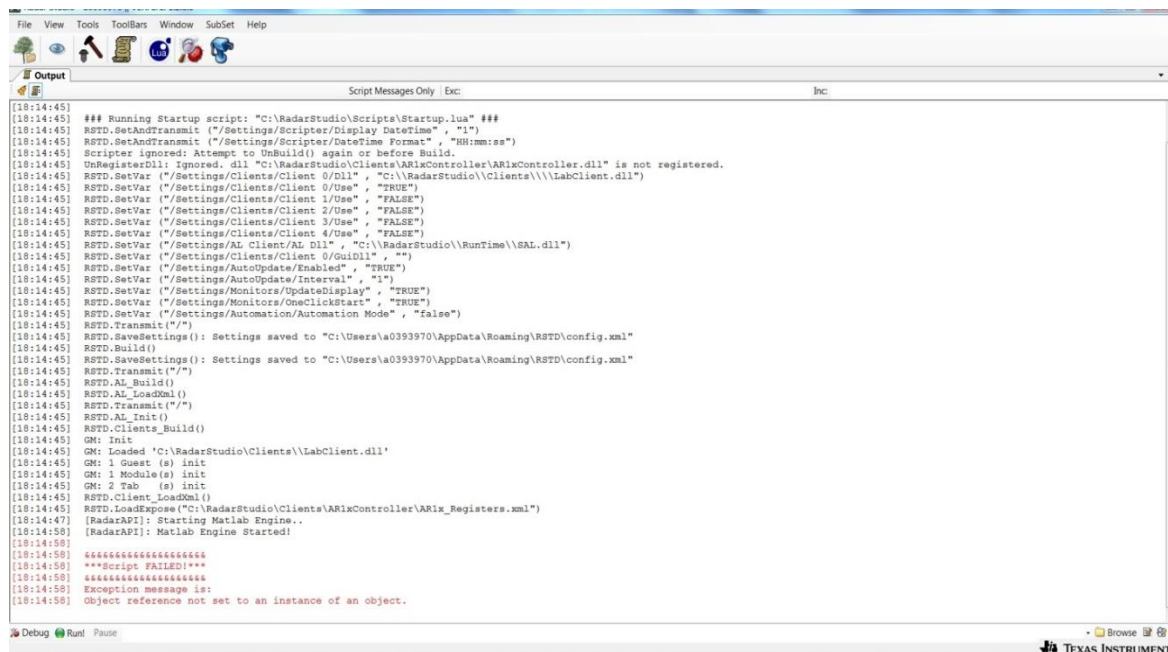 File View Tools ToolBars Window SubSet Help
Lua
Output
Script Messages Only Exc: Inc:
[18:14:45]
[18:14:45] ### Running Startup script: "C:\RadarStudio\Scripts\Startup.lua" ###
[18:14:45] RSTD.SetAndTransmit ("/Settings/Scripter/Display DateTime" , "1")
[18:14:45] RSTD.SetAndTransmit ("/Settings/Scripter/DateTime Format" , "HH:mm:ss")
[18:14:45] Scripter ignored: Attempt to UnBuild() again or before Build.
[18:14:45] UnRegisterDll: Ignored. dll "C:\RadarStudio\Clients\AR1xController\AR1xController.dll" is not registered.
[18:14:45] RSTD.SetVar ("/Settings/Clients/Client 0/Dll" , "C:\\RadarStudio\\Clients\\\\LabClient.dll")
[18:14:45] RSTD.SetVar ("/Settings/Clients/Client 0/Use" , "TRUE")
[18:14:45] RSTD.SetVar ("/Settings/Clients/Client 1/Use" , "FALSE")
[18:14:45] RSTD.SetVar ("/Settings/Clients/Client 2/Use" , "FALSE")
[18:14:45] RSTD.SetVar ("/Settings/Clients/Client 3/Use" , "FALSE")
[18:14:45] RSTD.SetVar ("/Settings/Clients/Client 4/Use" , "FALSE")
[18:14:45] RSTD.SetVar ("/Settings/AL Client/AL Dll" , "C:\\RadarStudio\\RunTime\\SAL.dll")
[18:14:45] RSTD.SetVar ("/Settings/Clients/Client 0/GuiDll" , "")
[18:14:45] RSTD.SetVar ("/Settings/AutoUpdate/Enabled" , "TRUE")
[18:14:45] RSTD.SetVar ("/Settings/AutoUpdate/Interval" , "1")
[18:14:45] RSTD.SetVar ("/Settings/Monitors/UpdateDisplay" , "TRUE")
[18:14:45] RSTD.SetVar ("/Settings/Monitors/OneClickStart" , "TRUE")
[18:14:45] RSTD.SetVar ("/Settings/Automation/Automation Mode" , "false")
[18:14:45] RSTD.Transmit("/")
[18:14:45] RSTD.SaveSettings(): Settings saved to "C:\Users\a0393970\AppData\Roaming\RSTD\config.xml"
[18:14:45] RSTD.Build()
[18:14:45] RSTD.SaveSettings(): Settings saved to "C:\Users\a0393970\AppData\Roaming\RSTD\config.xml"
[18:14:45] RSTD.Transmit("/")
[18:14:45] RSTD.AL_Build()
[18:14:45] RSTD.AL_LoadXml()
[18:14:45] RSTD.Transmit("/")
[18:14:45] RSTD.AL_Init()
[18:14:45] RSTD.Clients_Build()
[18:14:45] GM: Init
[18:14:45] GM: Loaded 'C:\RadarStudio\Clients\\LabClient.dll'
[18:14:45] GM: 1 Guest (s) init
[18:14:45] GM: 1 Module(s) init
[18:14:45] GM: 2 Tab (s) init
[18:14:45] RSTD.Client_LoadXml()
[18:14:45] RSTD.LoadExpose("C:\RadarStudio\Clients\AR1xController\AR1x_Registers.xml")
[18:14:47] [RadarAPI]: Starting Matlab Engine..
[18:14:58] [RadarAPI]: Matlab Engine Started!
[18:14:58]
[18:14:58] &&&&&&&&&&&&&&&&&&&&
[18:14:58] ***Script FAILED!***
[18:14:58] &&&&&&&&&&&&&&&&&&&&
[18:14:58] Exception message is:
[18:14:58] Object reference not set to an instance of an object.
Debug Run! Pause Browse
TEXAS INSTRUMENT